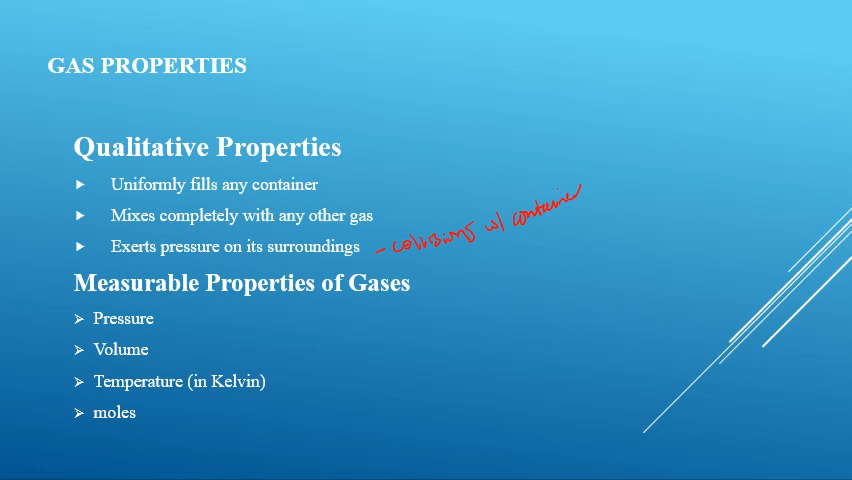 GAS PROPERTIES
Qualitative Properties
Uniformly fills any container
Mixes completely with any other gas
Exerts pressure on its surroundings - collisions w/ container
Measurable Properties of Gases
Pressure
Volume
Temperature (in Kelvin)
moles